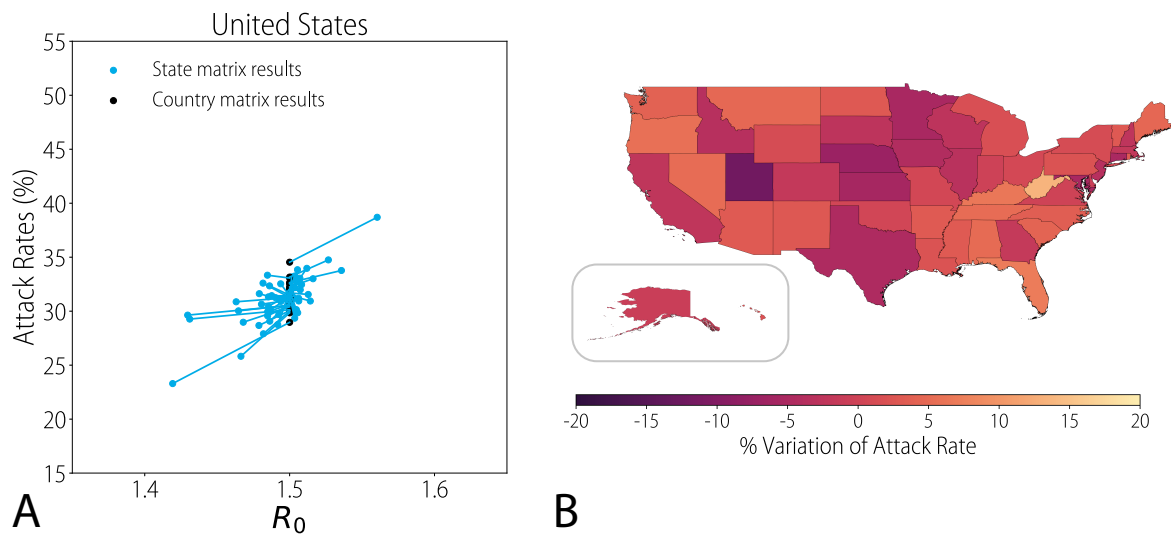 United States
55
50
45
40
35
30
25
20
15
Attack Rates (%)
State matrix results
Country matrix results
1.4 1.5 1.6
R0
A
-20 -15 -10 -5 0 5 10 15 20
% Variation of Attack Rate
B